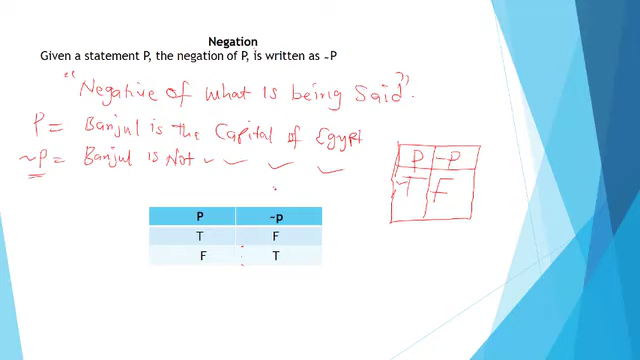 Negation
Given a statement P, the negation of P, is written as ~P
"Negative of what is being said".
P = Banjul is the Capital of Egypt
~P = Banjul is Not
P ~P
T F
P ~p
T F
F T